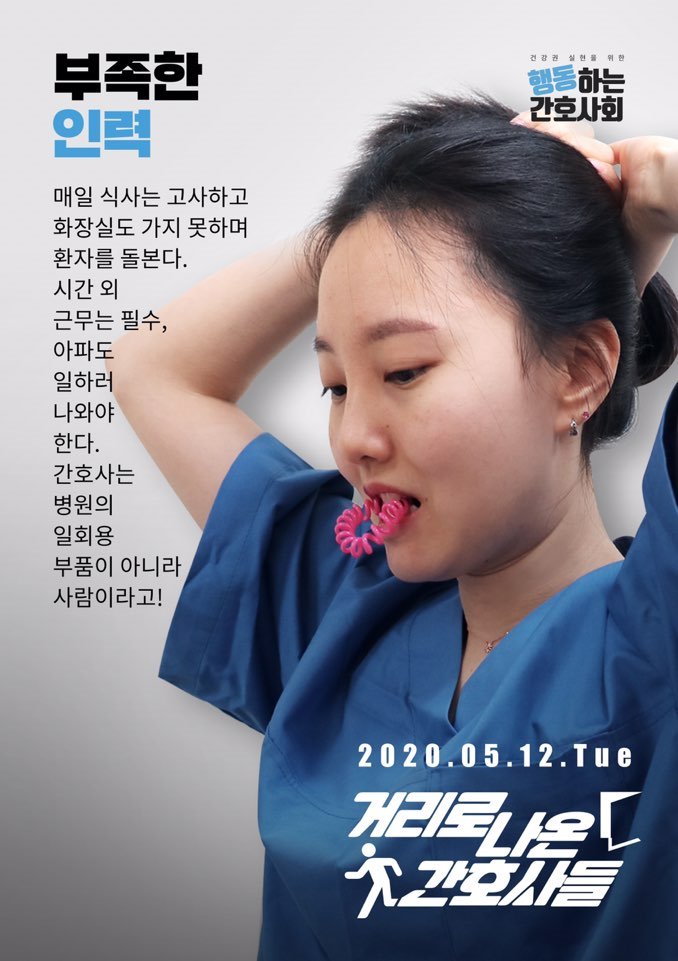 부족한
인력
건강권 실현을 위한
행동하는
간호사회
매일 식사는 고사하고
화장실도 가지 못하며
환자를 돌본다.
시간 외
근무는 필수,
아파도
일하러
나와야
한다.
간호사는
병원의
일회용
부품이 아니라
사람이라고!
2020.05.12.Tue
거리로
나온
간호사들